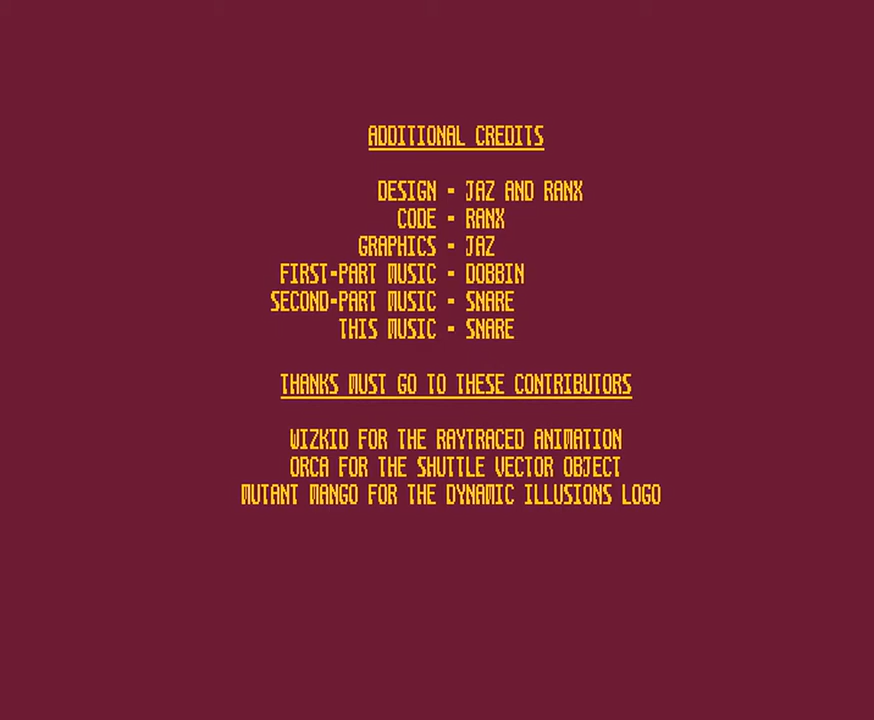 ADDITIONAL CREDITS
DESIGN - JAZ AND RANX
CODE - RANX
GRAPHICS - JAZ
FIRST-PART MUSIC - DOBBIN
SECOND-PART MUSIC - SNARE
THIS MUSIC - SNARE
THANKS MUST GO TO THESE CONTRIBUTORS
WIZKID FOR THE RAYTRACED ANIMATION
ORCA FOR THE SHUTTLE VECTOR OBJECT
MUTANT MANGO FOR THE DYNAMIC ILLUSIONS LOGO